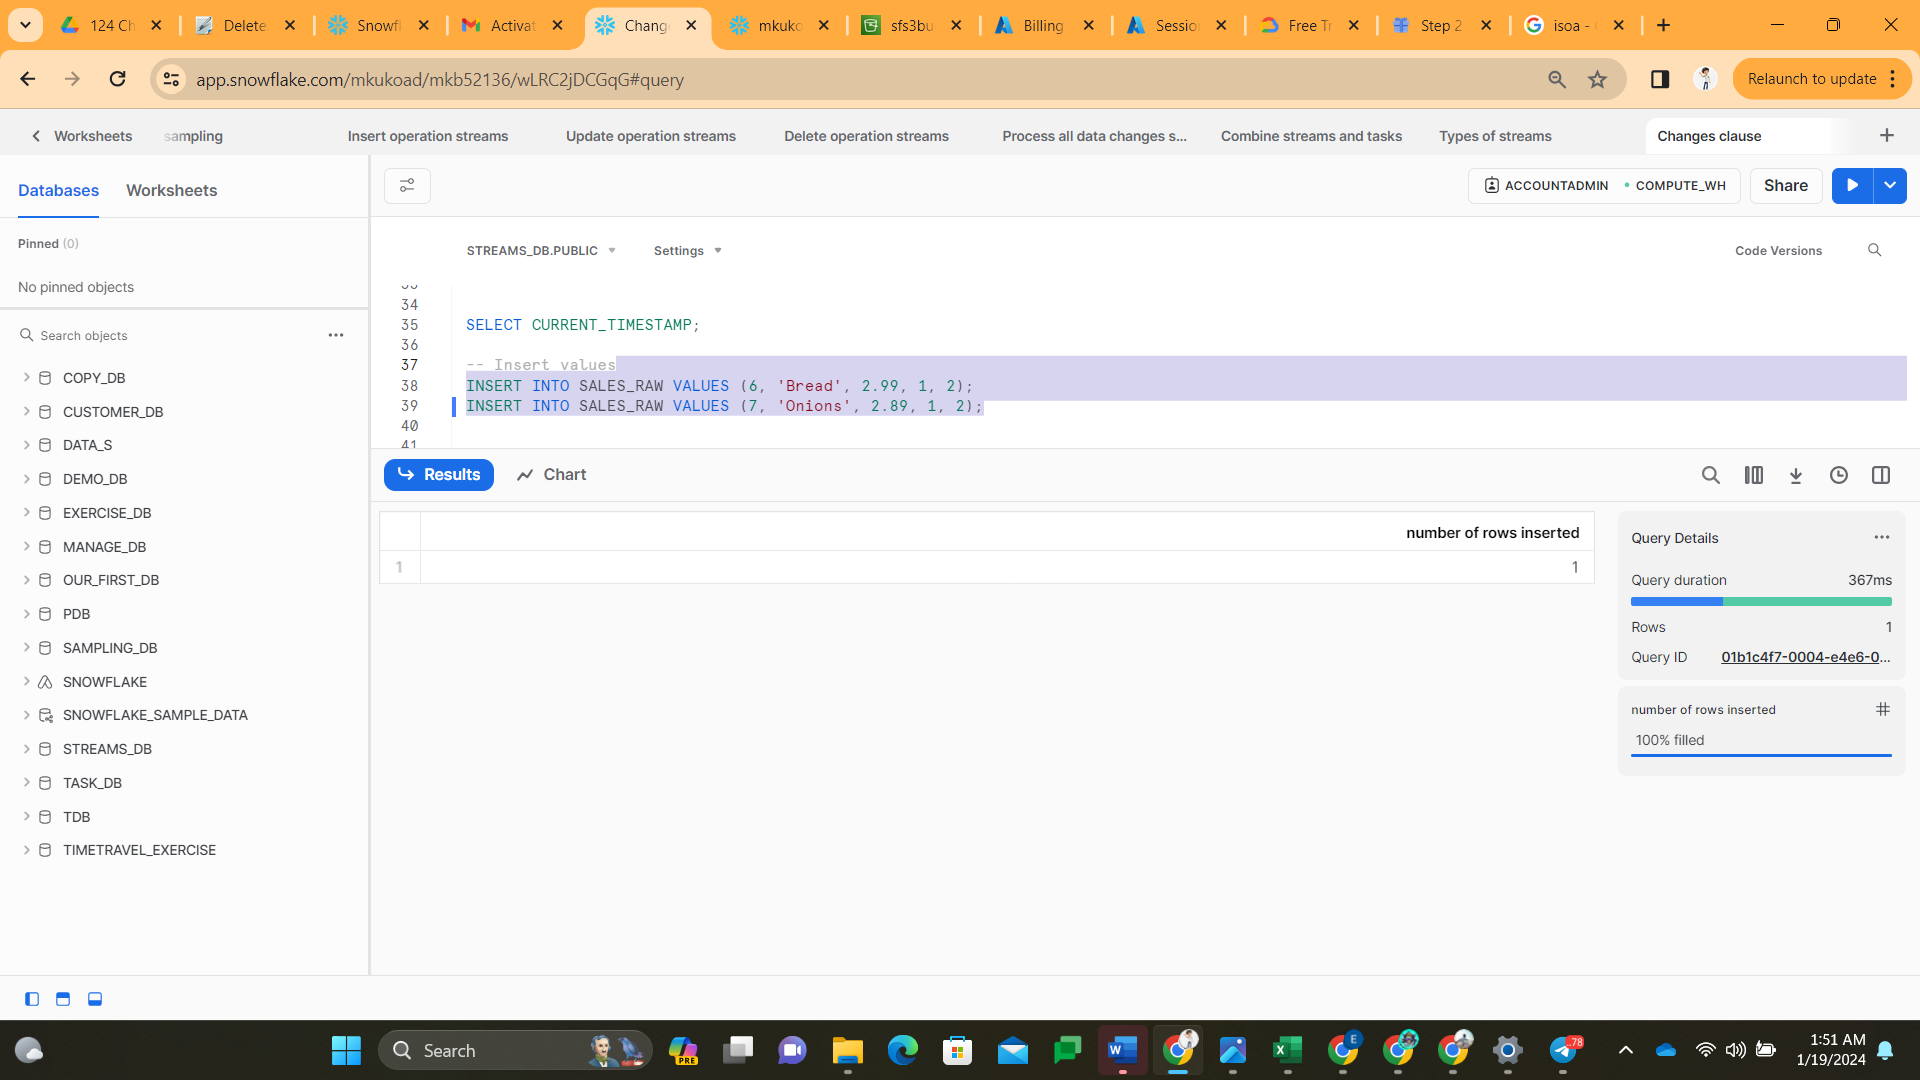 124 Ch
Delete
Snowfl
Activat
Chang
mkuko
sfs3bu
Billing
Sessio
Free Tr
Step 2
isoa -
app.snowflake.com/mkukoad/mkb52136/wLRC2jDCGqG#query
Relaunch to update
Worksheets
sampling
Insert operation streams
Update operation streams
Delete operation streams
Process all data changes s...
Combine streams and tasks
Types of streams
Changes clause
Databases
Worksheets
ACCOUNTADMIN
COMPUTE_WH
Share
Pinned (0)
No pinned objects
STREAMS_DB.PUBLIC
Settings
Code Versions
Search objects
COPY_DB
CUSTOMER_DB
DATA_S
DEMO_DB
EXERCISE_DB
MANAGE_DB
OUR_FIRST_DB
PDB
SAMPLING_DB
SNOWFLAKE
SNOWFLAKE_SAMPLE_DATA
STREAMS_DB
TASK_DB
TDB
TIMETRAVEL_EXERCISE
34
35 SELECT CURRENT_TIMESTAMP;
36
37 -- Insert values
38 INSERT INTO SALES_RAW VALUES (6, 'Bread', 2.99, 1, 2);
39 INSERT INTO SALES_RAW VALUES (7, 'Onions', 2.89, 1, 2);
40
41
Results
Chart
number of rows inserted
1 1
Query Details
Query duration 367ms
Rows 1
Query ID 01b1c4f7-0004-e4e6-0...
number of rows inserted
100% filled
Search
PRE
E
78
1:51 AM
1/19/2024